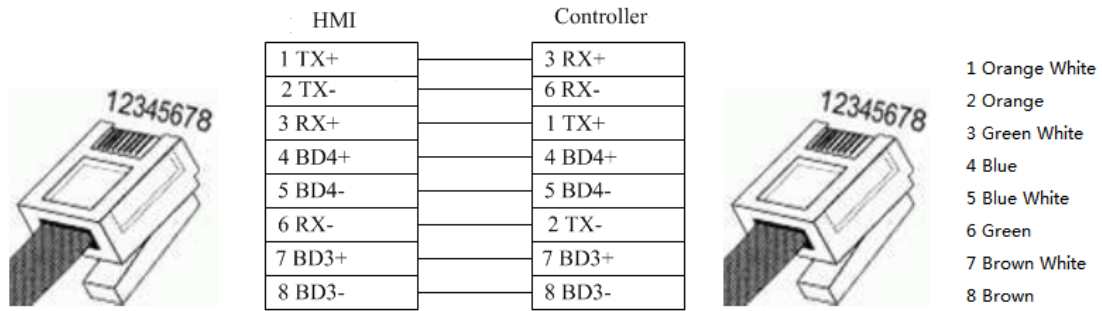 HMI Controller
12345678
1 TX+ 3 RX+
2 TX- 6 RX-
3 RX+ 1 TX+
4 BD4+ 4 BD4+
5 BD4- 5 BD4-
6 RX- 2 TX-
7 BD3+ 7 BD3+
8 BD3- 8 BD3-
12345678
1 Orange White
2 Orange
3 Green White
4 Blue
5 Blue White
6 Green
7 Brown White
8 Brown